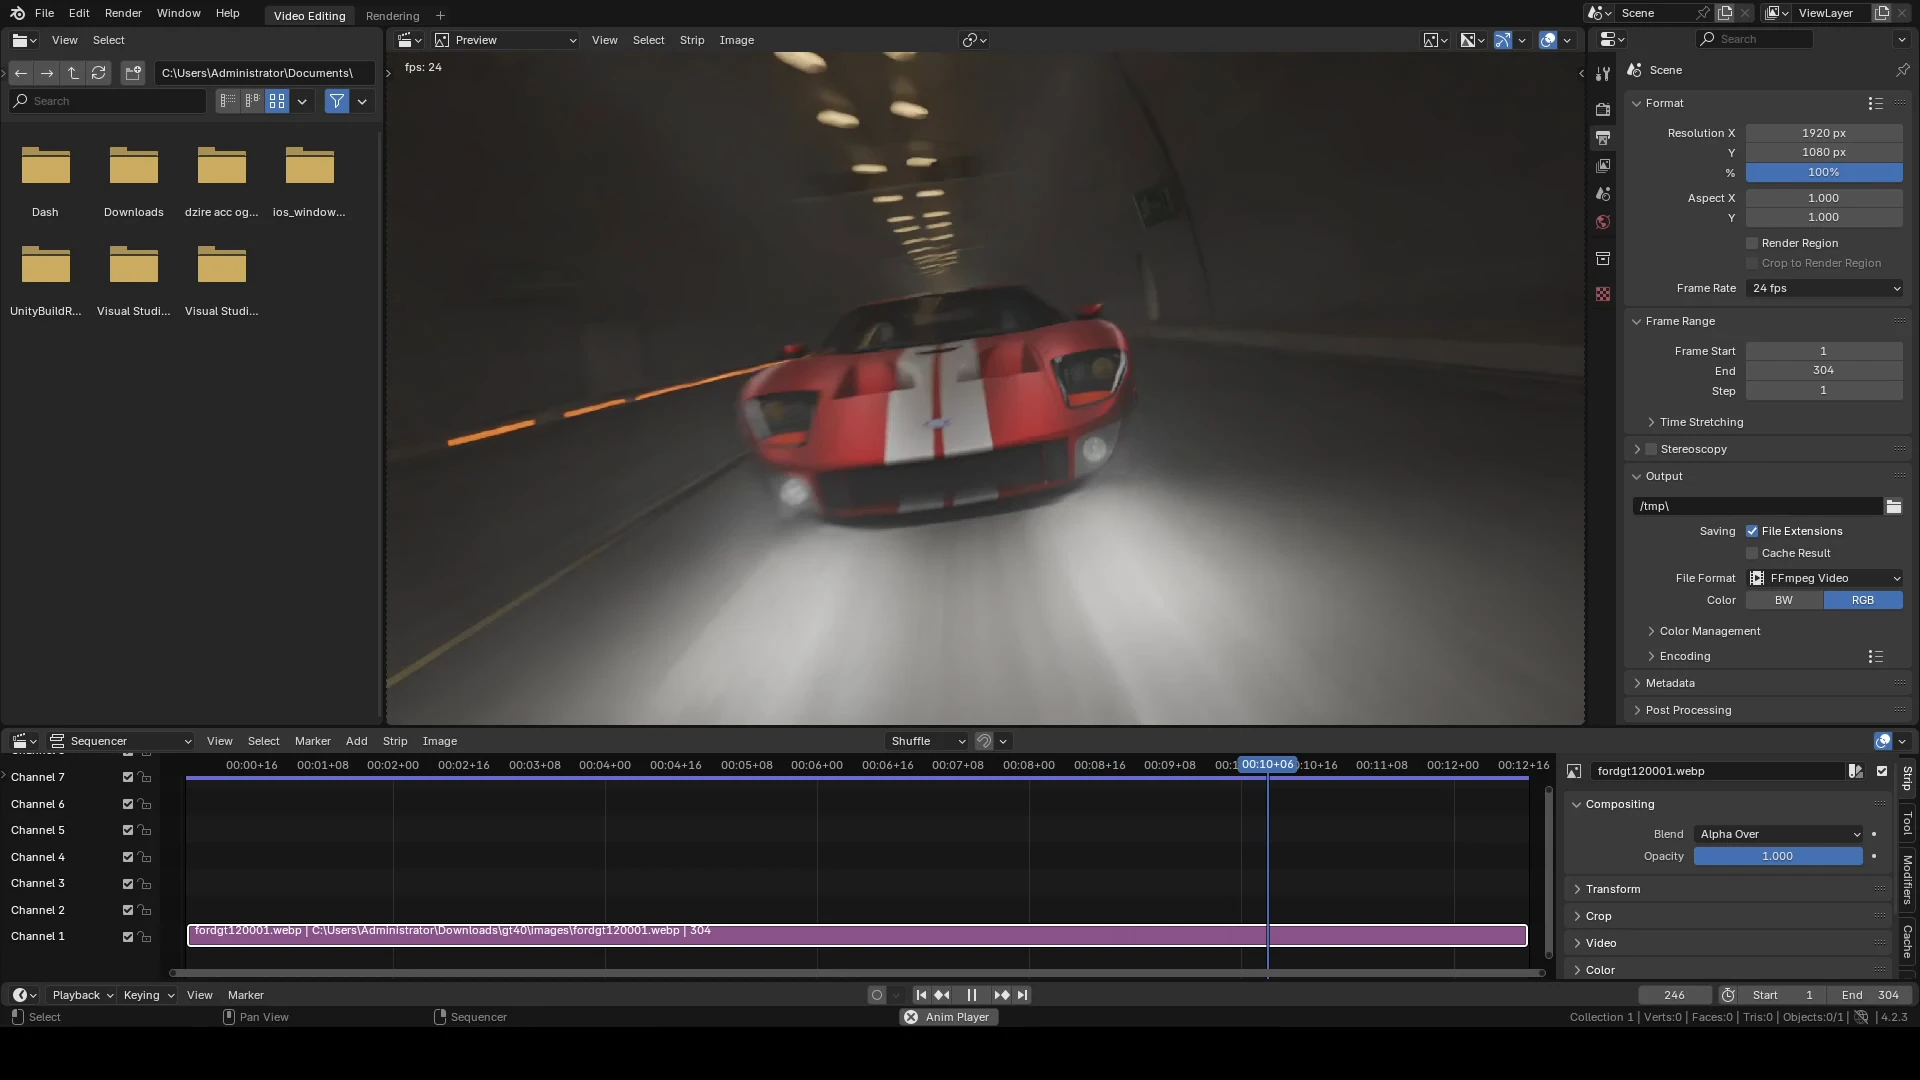 File Edit Render Window Help Video Editing Rendering + Scene ViewLayer
View Select
Preview View Select Strip Image
Search
C:\Users\Administrator\Documents\
Search
Dash Downloads dzire acc og... ios_window...
UnityBuildR... Visual Studi... Visual Studi...
fps: 24
Scene
Format
Resolution X 1920 px
Y 1080 px
% 100%
Aspect X 1.000
Y 1.000
Render Region
Crop to Render Region
Frame Rate 24 fps
Frame Range
Frame Start 1
End 304
Step 1
Time Stretching
Stereoscopy
Output
/tmp\
Saving File Extensions
Cache Result
File Format FFmpeg Video
Color BW RGB
Color Management
Encoding
Metadata
Post Processing
Sequencer View Select Marker Add Strip Image Shuffle
00:00+16 00:01+08 00:02+00 00:02+16 00:03+08 00:04+00 00:04+16 00:05+08 00:06+00 00:06+16 00:07+08 00:08+00 00:08+16 00:09+08 00:10+06 00:11+08 00:12+00 00:12+16
Channel 7
Channel 6
Channel 5
Channel 4
Channel 3
Channel 2
Channel 1
fordgt120001.webp | C:\Users\Administrator\Downloads\gt40\images\fordgt120001.webp | 304
fordgt120001.webp
Compositing
Blend Alpha Over
Opacity 1.000
Transform
Crop
Video
Color
Strip
Tool
Modifiers
Cache
Playback Keying View Marker 246 Start 1 End 304
Select Pan View Sequencer Anim Player Collection 1 | Verts:0 | Faces:0 | Tris:0 | Objects:0/1 | 4.2.3